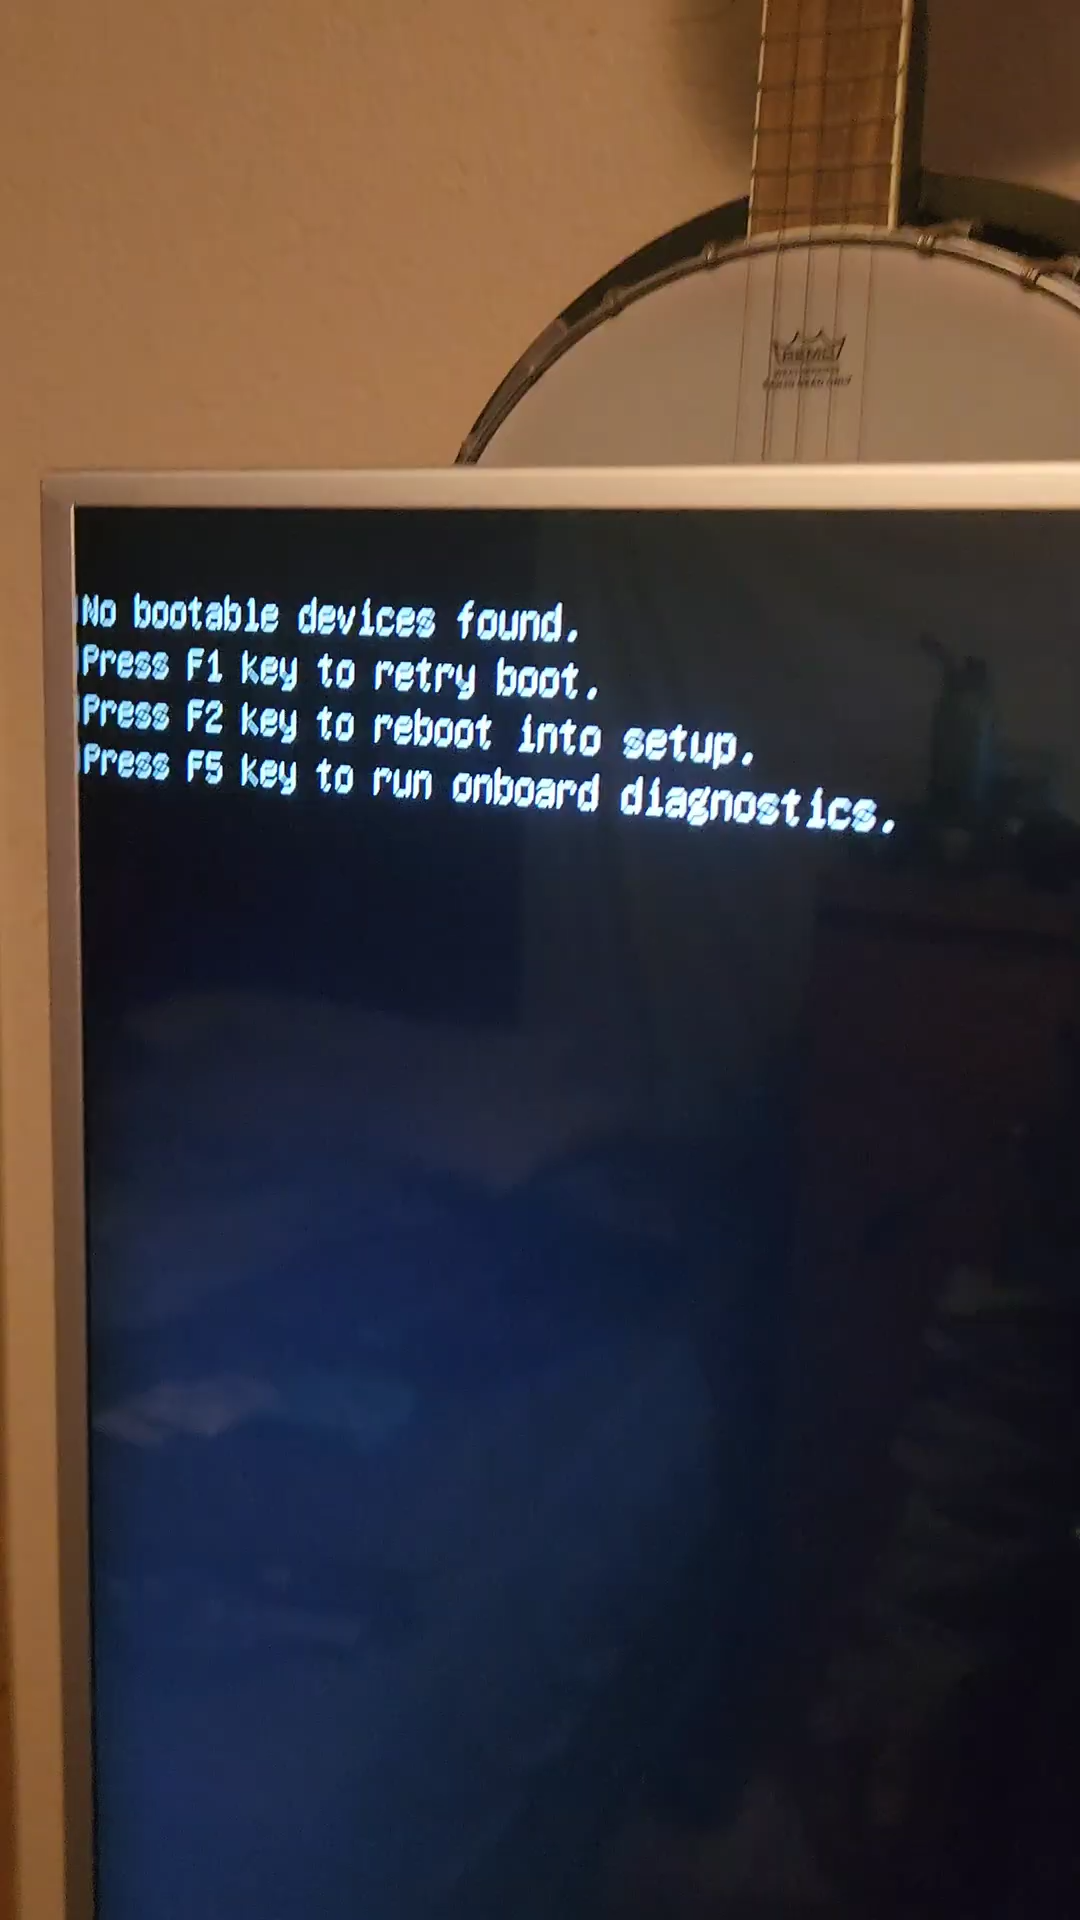 REMO
No bootable devices found.
Press F1 key to retry boot.
Press F2 key to reboot into setup.
Press F5 key to run onboard diagnostics.